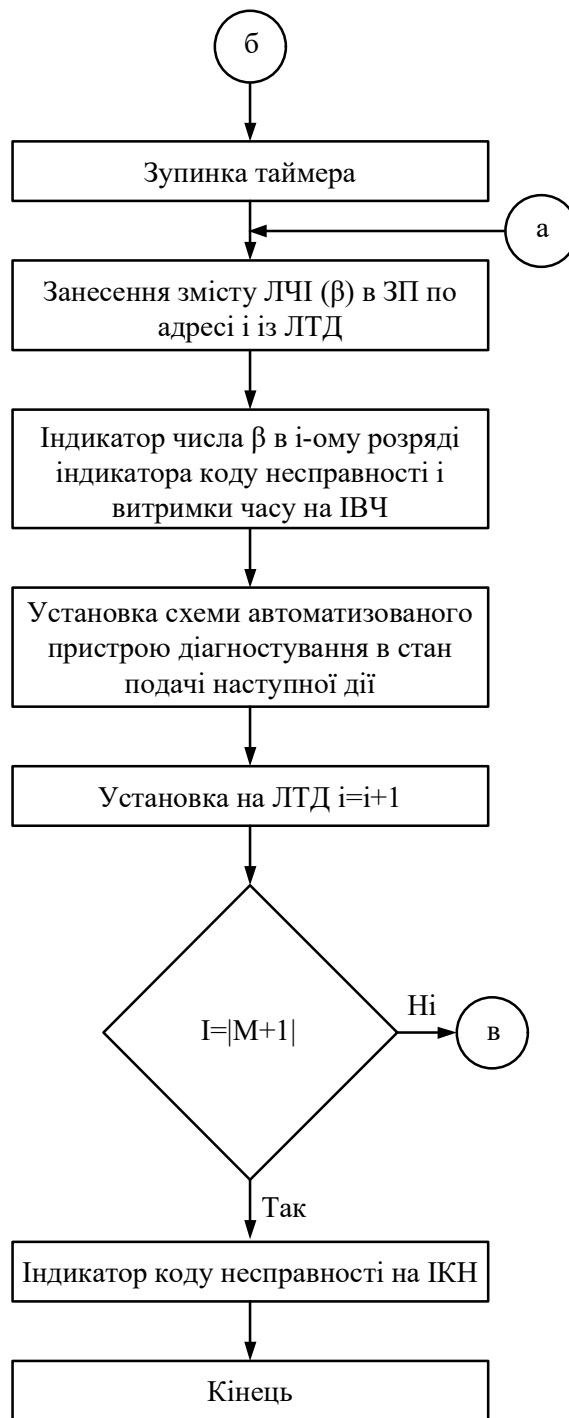 б
Зупинка таймера
а
Занесення змісту ЛЧІ (β) в ЗП по
адресі і із ЛТД
Індикатор числа β в і-ому розряді
індикатора коду несправності і
витримки часу на ІВЧ
Установка схеми автоматизованого
пристрою діагностування в стан
подачі наступної дії
Установка на ЛТД і=і+1
І=|М+1|
Ні
в
Так
Індикатор коду несправності на ІКН
Кінець